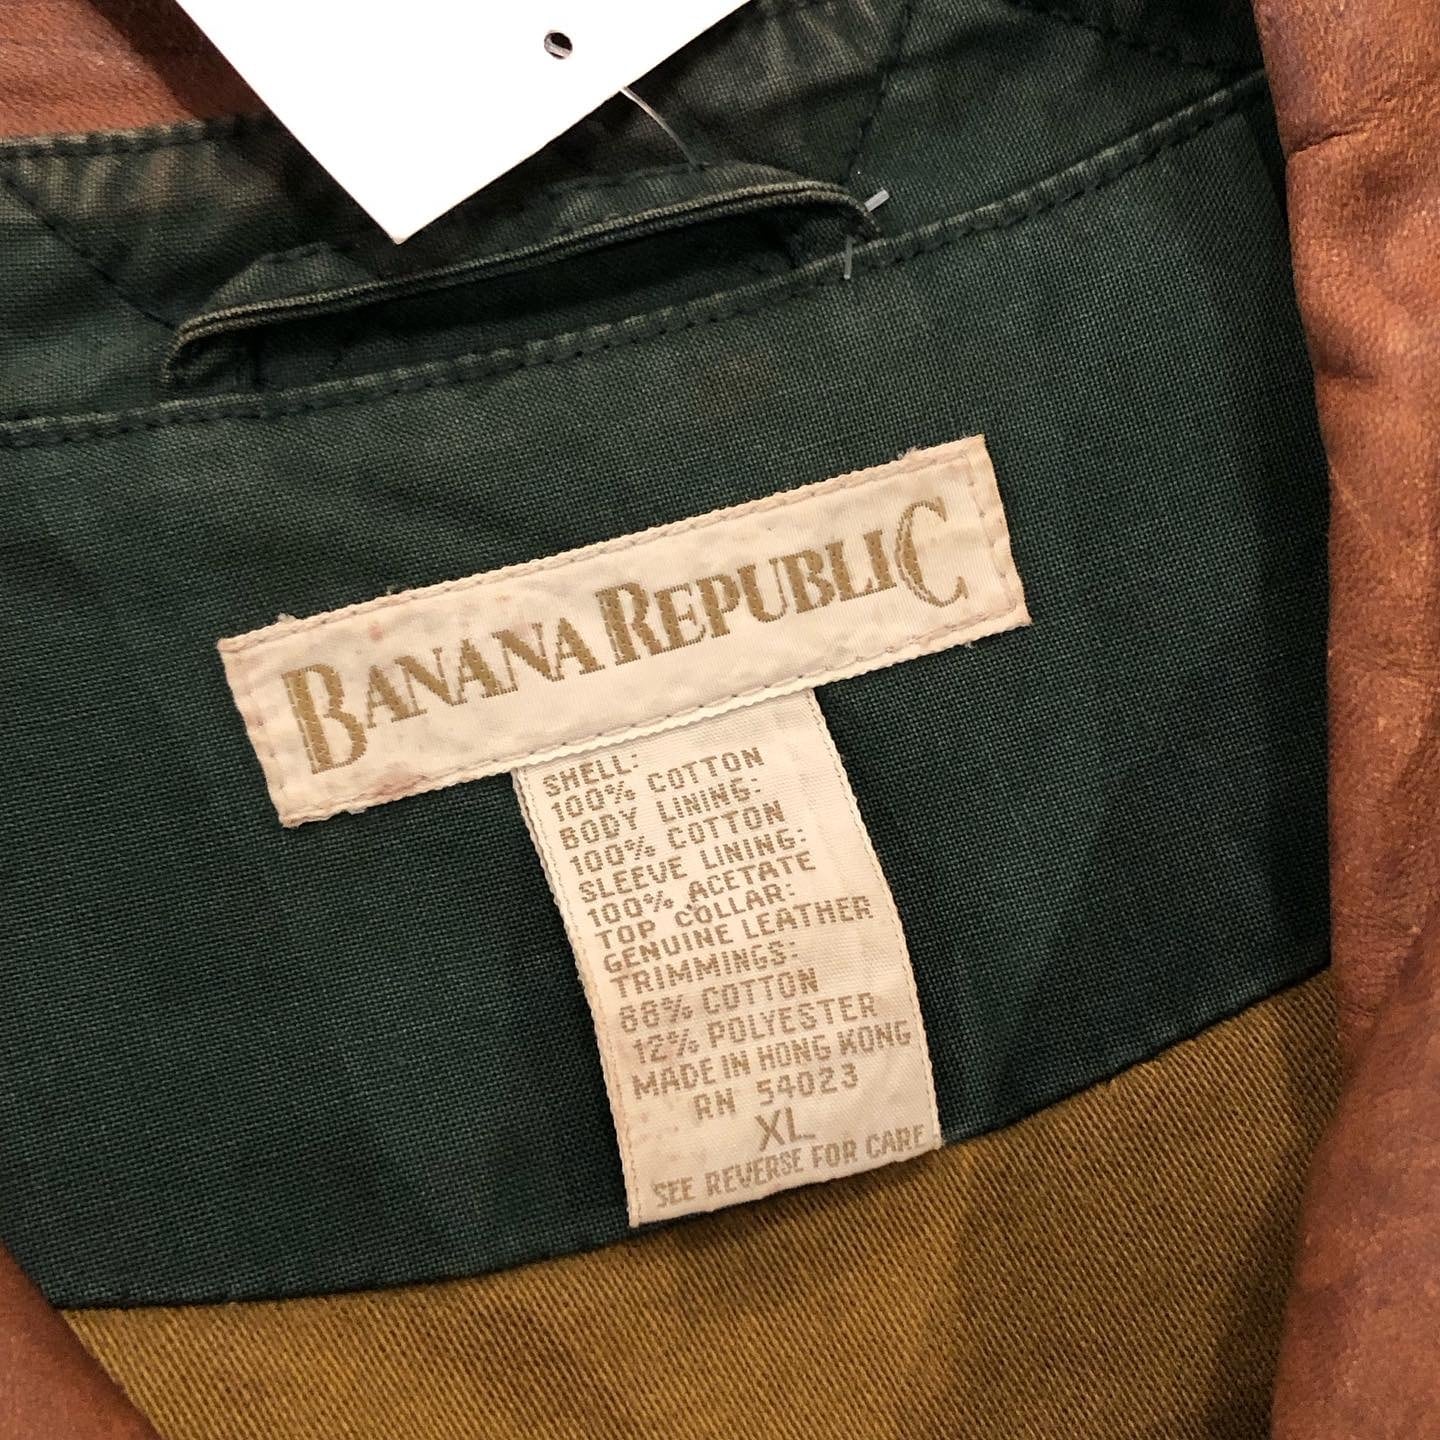 BANANA REPUBLIC
SHELL:
100% COTTON
BODY LINING:
100% COTTON
SLEEVE LINING:
100% ACETATE
TOP COLLAR:
GENUINE LEATHER
TRIMMINGS:
88% COTTON
12% POLYESTER
MADE IN HONG KONG
RN 54023
XL
SEE REVERSE FOR CARE